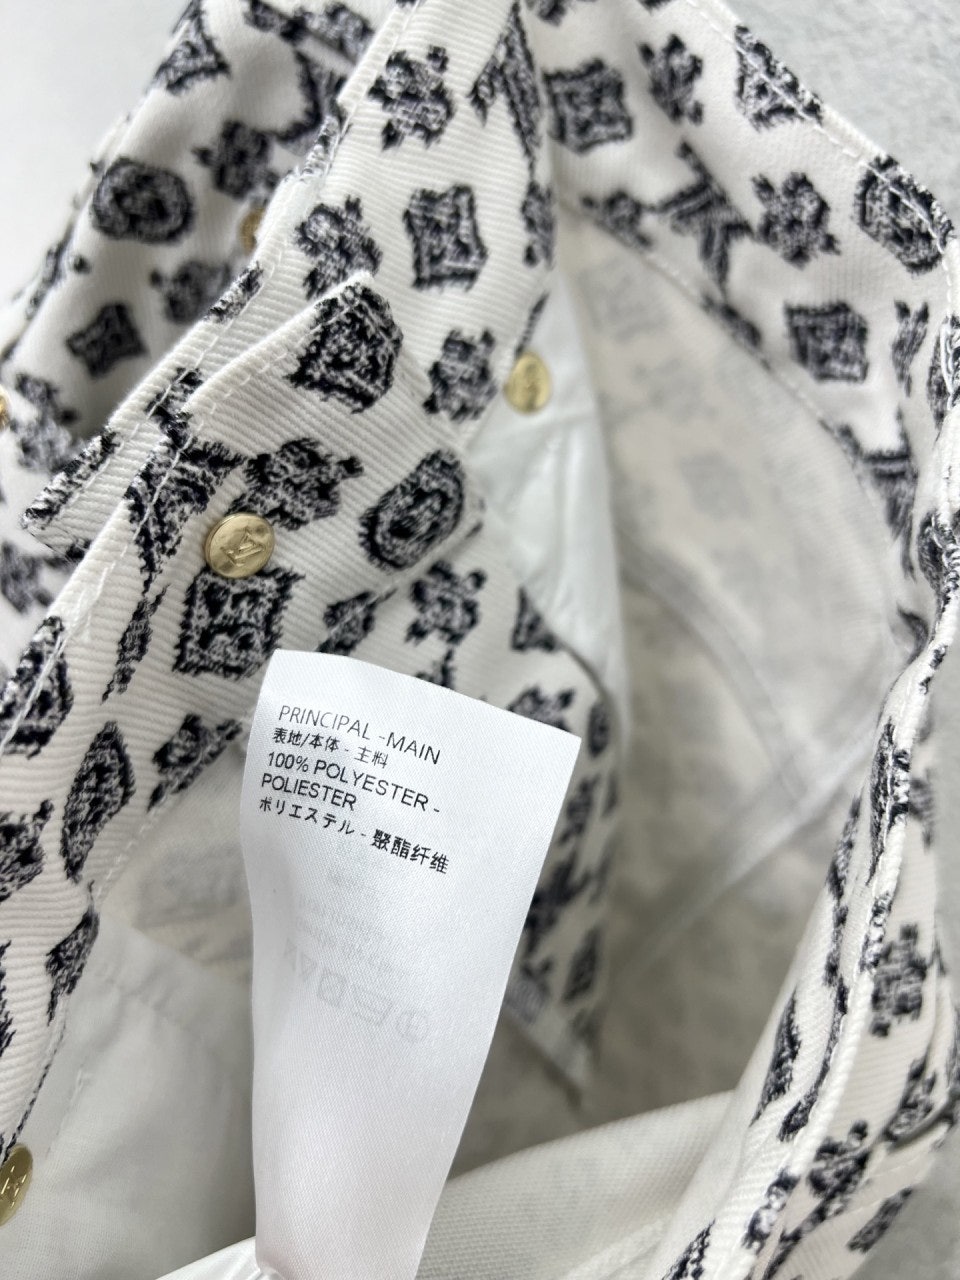 PRINCIPAL -MAIN
表地/本体 - 主料
100% POLYESTER -
POLIESTER
ポリエステル - 聚酯纤维